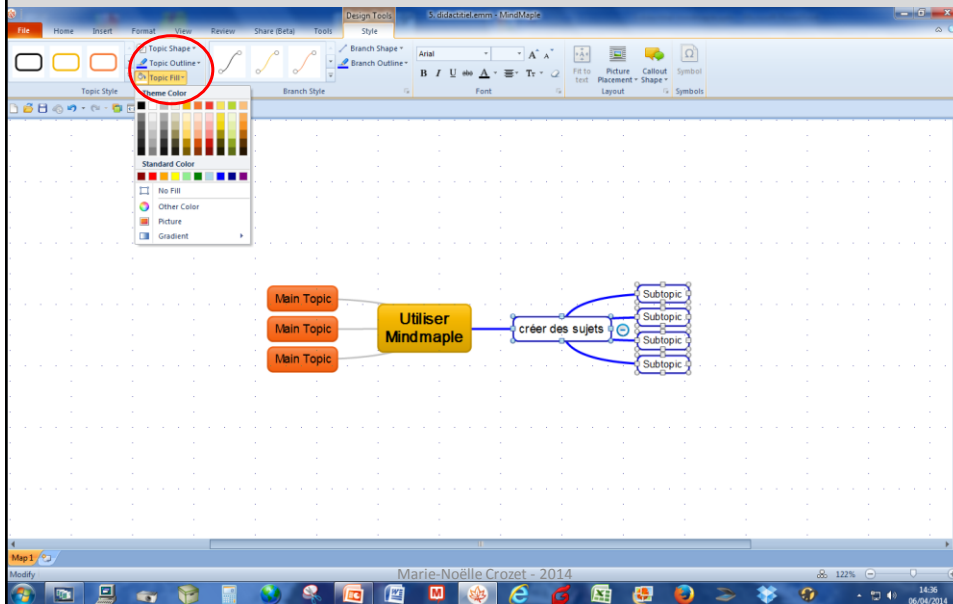 Design Tools
5. didactitiel.emm - MindMaple
File Home Insert Format View Review Share (Beta) Tools Style
Topic Shape
Topic Outline
Topic Fill
Topic Style
Branch Shape
Branch Outline
Branch Style
Arial
B I U abc A Tr
Font
Fit to text
Picture Placement
Callout Shape
Layout
Ω
Symbol
Symbols
Theme Color
Standard Color
No Fill
Other Color
Picture
Gradient
Main Topic
Main Topic
Main Topic
Utiliser
Mindmaple
créer des sujets
Subtopic
Subtopic
Subtopic
Subtopic
Map 1
Modify
Marie-Noëlle Crozet - 2014
122%
14:36
06/04/2014